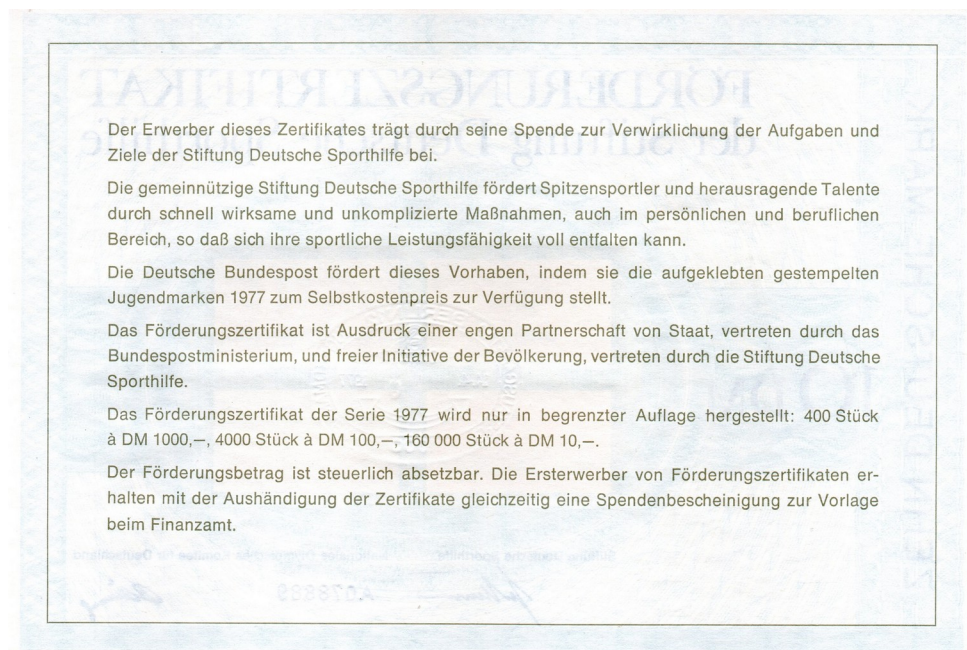 Der Erwerber dieses Zertifikates trägt durch seine Spende zur Verwirklichung der Aufgaben und
Ziele der Stiftung Deutsche Sporthilfe bei.
Die gemeinnützige Stiftung Deutsche Sporthilfe fördert Spitzensportler und herausragende Talente
durch schnell wirksame und unkomplizierte Maßnahmen, auch im persönlichen und beruflichen
Bereich, so daß sich ihre sportliche Leistungsfähigkeit voll entfalten kann.
Die Deutsche Bundespost fördert dieses Vorhaben, indem sie die aufgeklebten gestempelten
Jugendmarken 1977 zum Selbstkostenpreis zur Verfügung stellt.
Das Förderungszertifikat ist Ausdruck einer engen Partnerschaft von Staat, vertreten durch das
Bundespostministerium, und freier Initiative der Bevölkerung, vertreten durch die Stiftung Deutsche
Sporthilfe.
Das Förderungszertifikat der Serie 1977 wird nur in begrenzter Auflage hergestellt: 400 Stück
à DM 1000,–, 4000 Stück à DM 100,–, 160 000 Stück à DM 10,–.
Der Förderungsbetrag ist steuerlich absetzbar. Die Ersterwerber von Förderungszertifikaten er-
halten mit der Aushändigung der Zertifikate gleichzeitig eine Spendenbescheinigung zur Vorlage
beim Finanzamt.